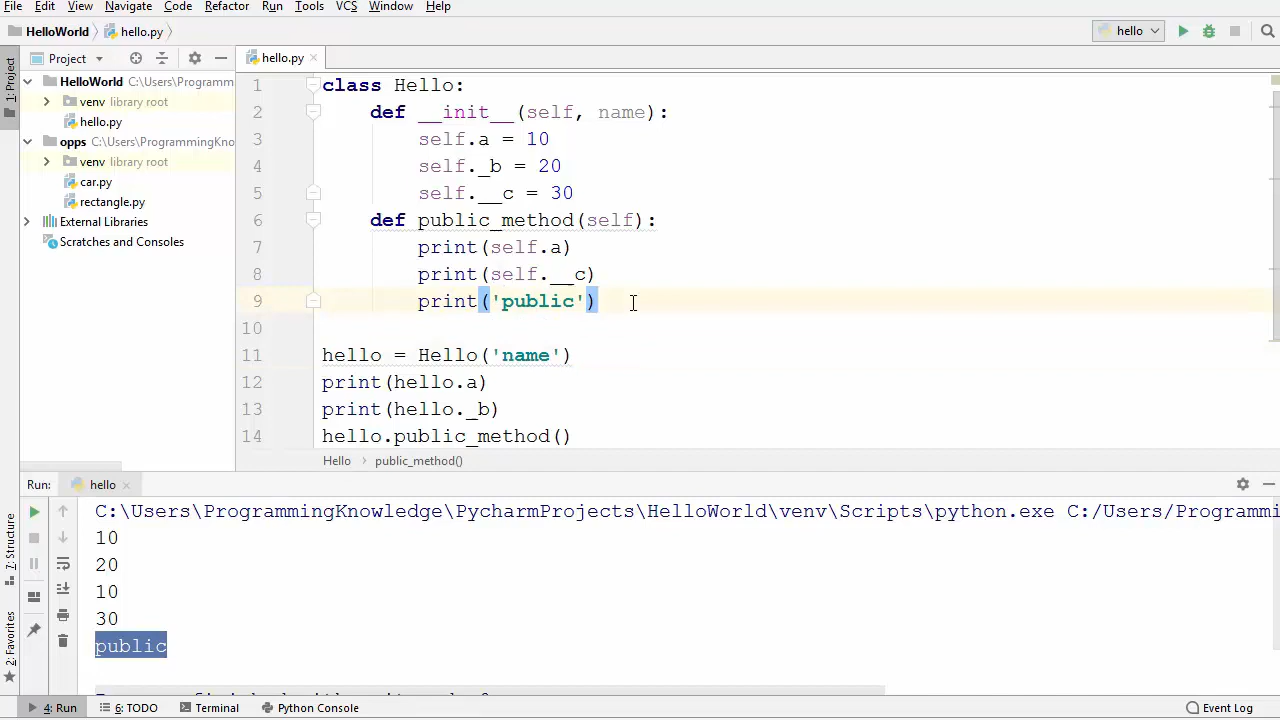 File Edit View Navigate Code Refactor Run Tools VCS Window Help
HelloWorld hello.py hello
1: Project
Project hello.py
HelloWorld C:\Users\Programm
venv library root
hello.py
opps C:\Users\ProgrammingKno
venv library root
car.py
rectangle.py
External Libraries
Scratches and Consoles
1 class Hello:
2 def __init__(self, name):
3 self.a = 10
4 self._b = 20
5 self.__c = 30
6 def public_method(self):
7 print(self.a)
8 print(self.__c)
9 print('public')
10
11 hello = Hello('name')
12 print(hello.a)
13 print(hello._b)
14 hello.public_method()
Hello public_method()
Run: hello
C:\Users\ProgrammingKnowledge\PycharmProjects\HelloWorld\venv\Scripts\python.exe C:/Users/Programmi
10
20
10
30
public
7: Structure
2: Favorites
4: Run 6: TODO Terminal Python Console Event Log